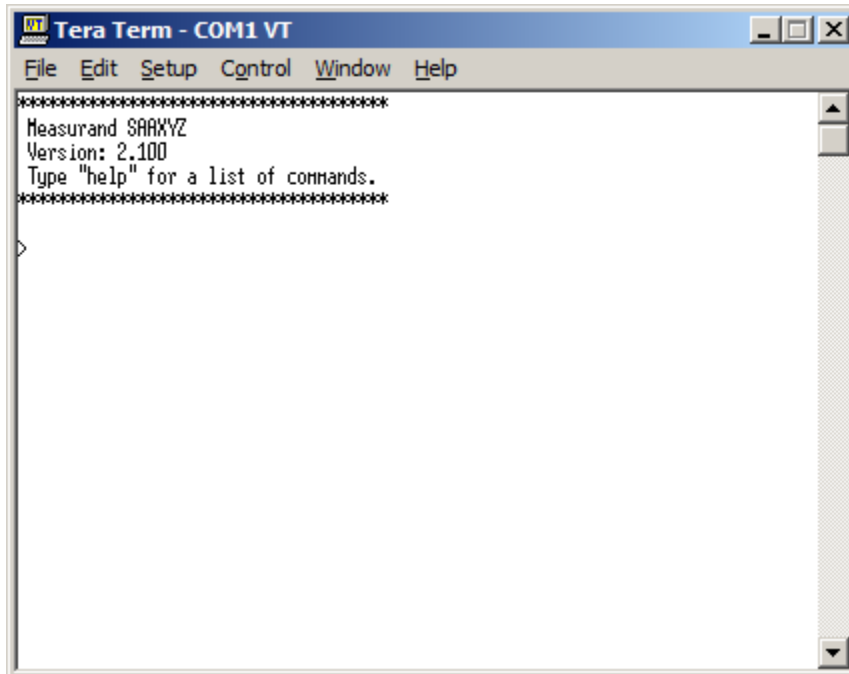 Tera Term - COM1 VT
File Edit Setup Control Window Help
***************************************
Measurand SAAXYZ
Version: 2.100
Type "help" for a list of commands.
***************************************
>